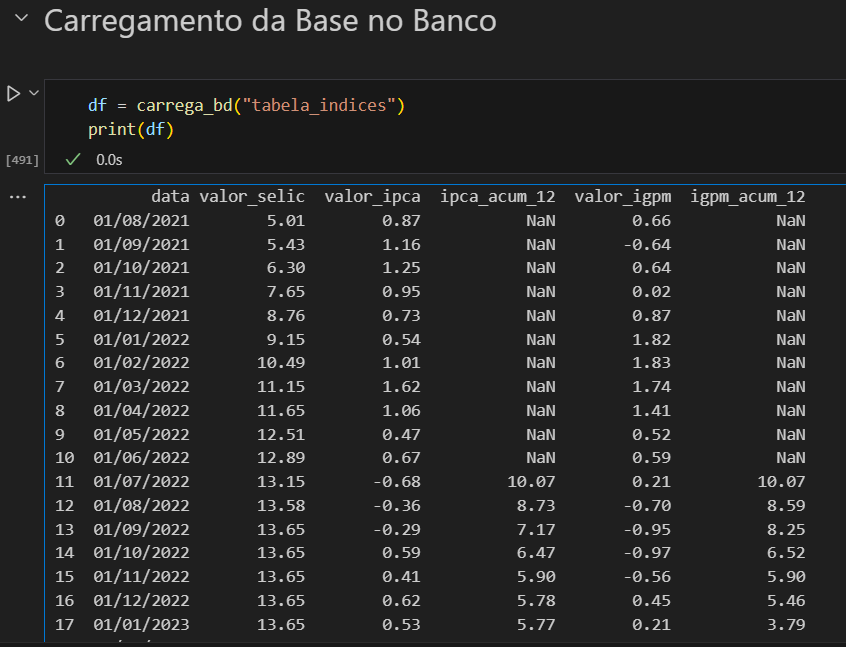 Carregamento da Base no Banco
df = carrega_bd("tabela_indices")
print(df)
[491] 0.0s
... data valor_selic valor_ipca ipca_acum_12 valor_igpm igpm_acum_12
0 01/08/2021 5.01 0.87 NaN 0.66 NaN
1 01/09/2021 5.43 1.16 NaN -0.64 NaN
2 01/10/2021 6.30 1.25 NaN 0.64 NaN
3 01/11/2021 7.65 0.95 NaN 0.02 NaN
4 01/12/2021 8.76 0.73 NaN 0.87 NaN
5 01/01/2022 9.15 0.54 NaN 1.82 NaN
6 01/02/2022 10.49 1.01 NaN 1.83 NaN
7 01/03/2022 11.15 1.62 NaN 1.74 NaN
8 01/04/2022 11.65 1.06 NaN 1.41 NaN
9 01/05/2022 12.51 0.47 NaN 0.52 NaN
10 01/06/2022 12.89 0.67 NaN 0.59 NaN
11 01/07/2022 13.15 -0.68 10.07 0.21 10.07
12 01/08/2022 13.58 -0.36 8.73 -0.70 8.59
13 01/09/2022 13.65 -0.29 7.17 -0.95 8.25
14 01/10/2022 13.65 0.59 6.47 -0.97 6.52
15 01/11/2022 13.65 0.41 5.90 -0.56 5.90
16 01/12/2022 13.65 0.62 5.78 0.45 5.46
17 01/01/2023 13.65 0.53 5.77 0.21 3.79